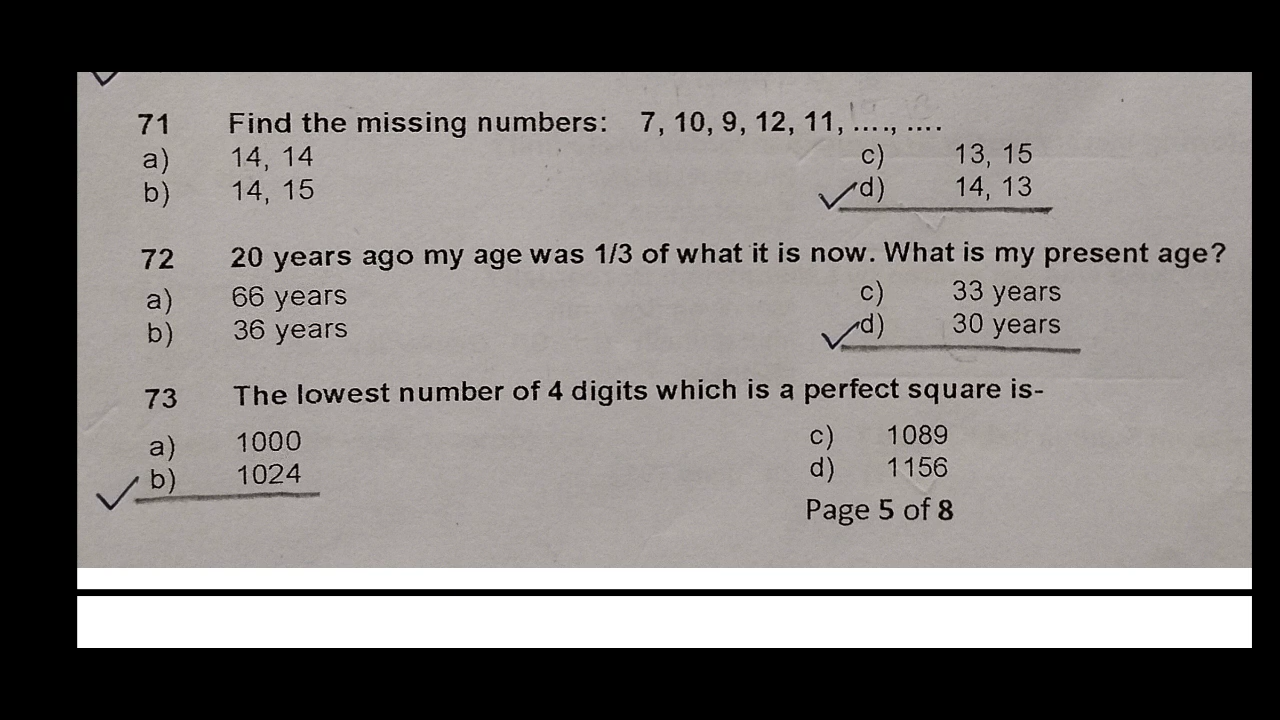 71 Find the missing numbers: 7, 10, 9, 12, 11, ...., ....
a) 14, 14 c) 13, 15
b) 14, 15 d) 14, 13
72 20 years ago my age was 1/3 of what it is now. What is my present age?
a) 66 years c) 33 years
b) 36 years d) 30 years
73 The lowest number of 4 digits which is a perfect square is-
a) 1000 c) 1089
b) 1024 d) 1156
Page 5 of 8